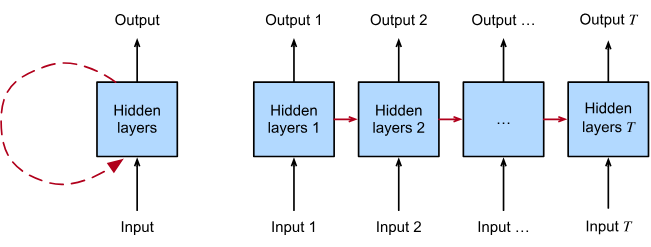 Output Output 1 Output 2 Output … Output T
Hidden
layers
Hidden
layers 1
Hidden
layers 2
…
Hidden
layers T
Input Input 1 Input 2 Input … Input T